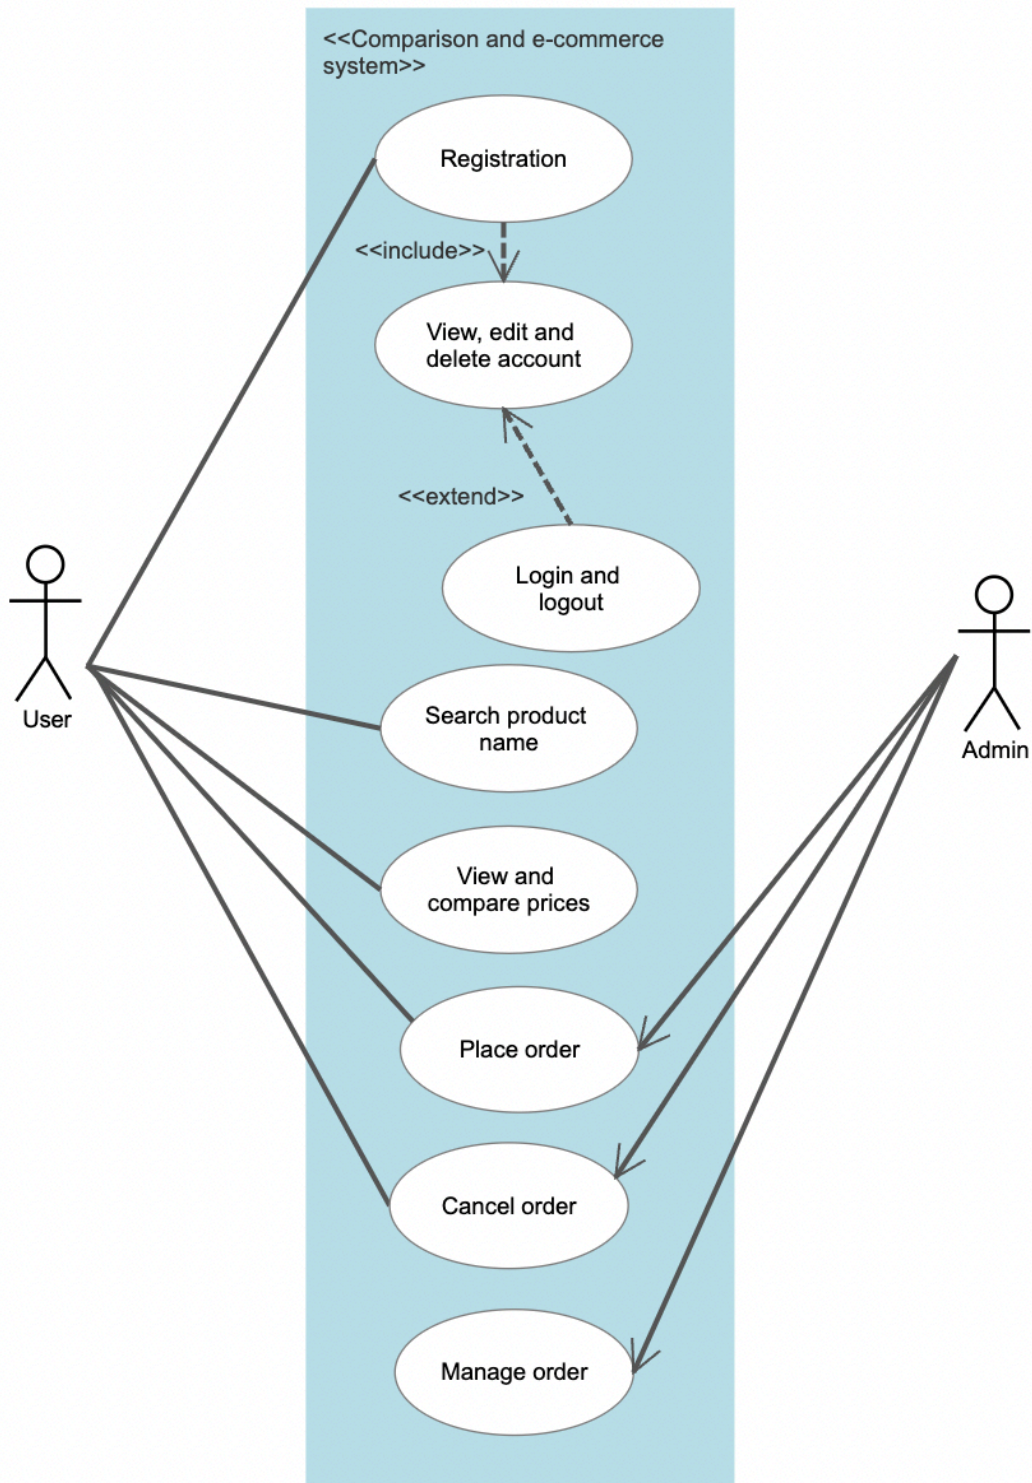 <<Comparison and e-commerce
system>>
Registration
<<include>>
View, edit and
delete account
<<extend>>
Login and
logout
User
Search product
name
Admin
View and
compare prices
Place order
Cancel order
Manage order